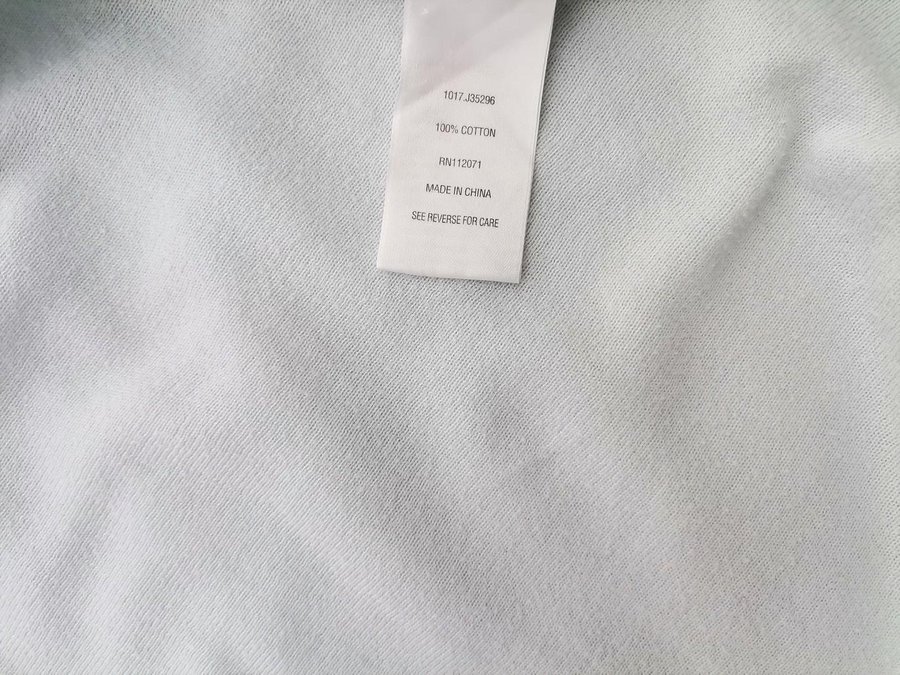 1017.J35296
100% COTTON
RN112071
MADE IN CHINA
SEE REVERSE FOR CARE